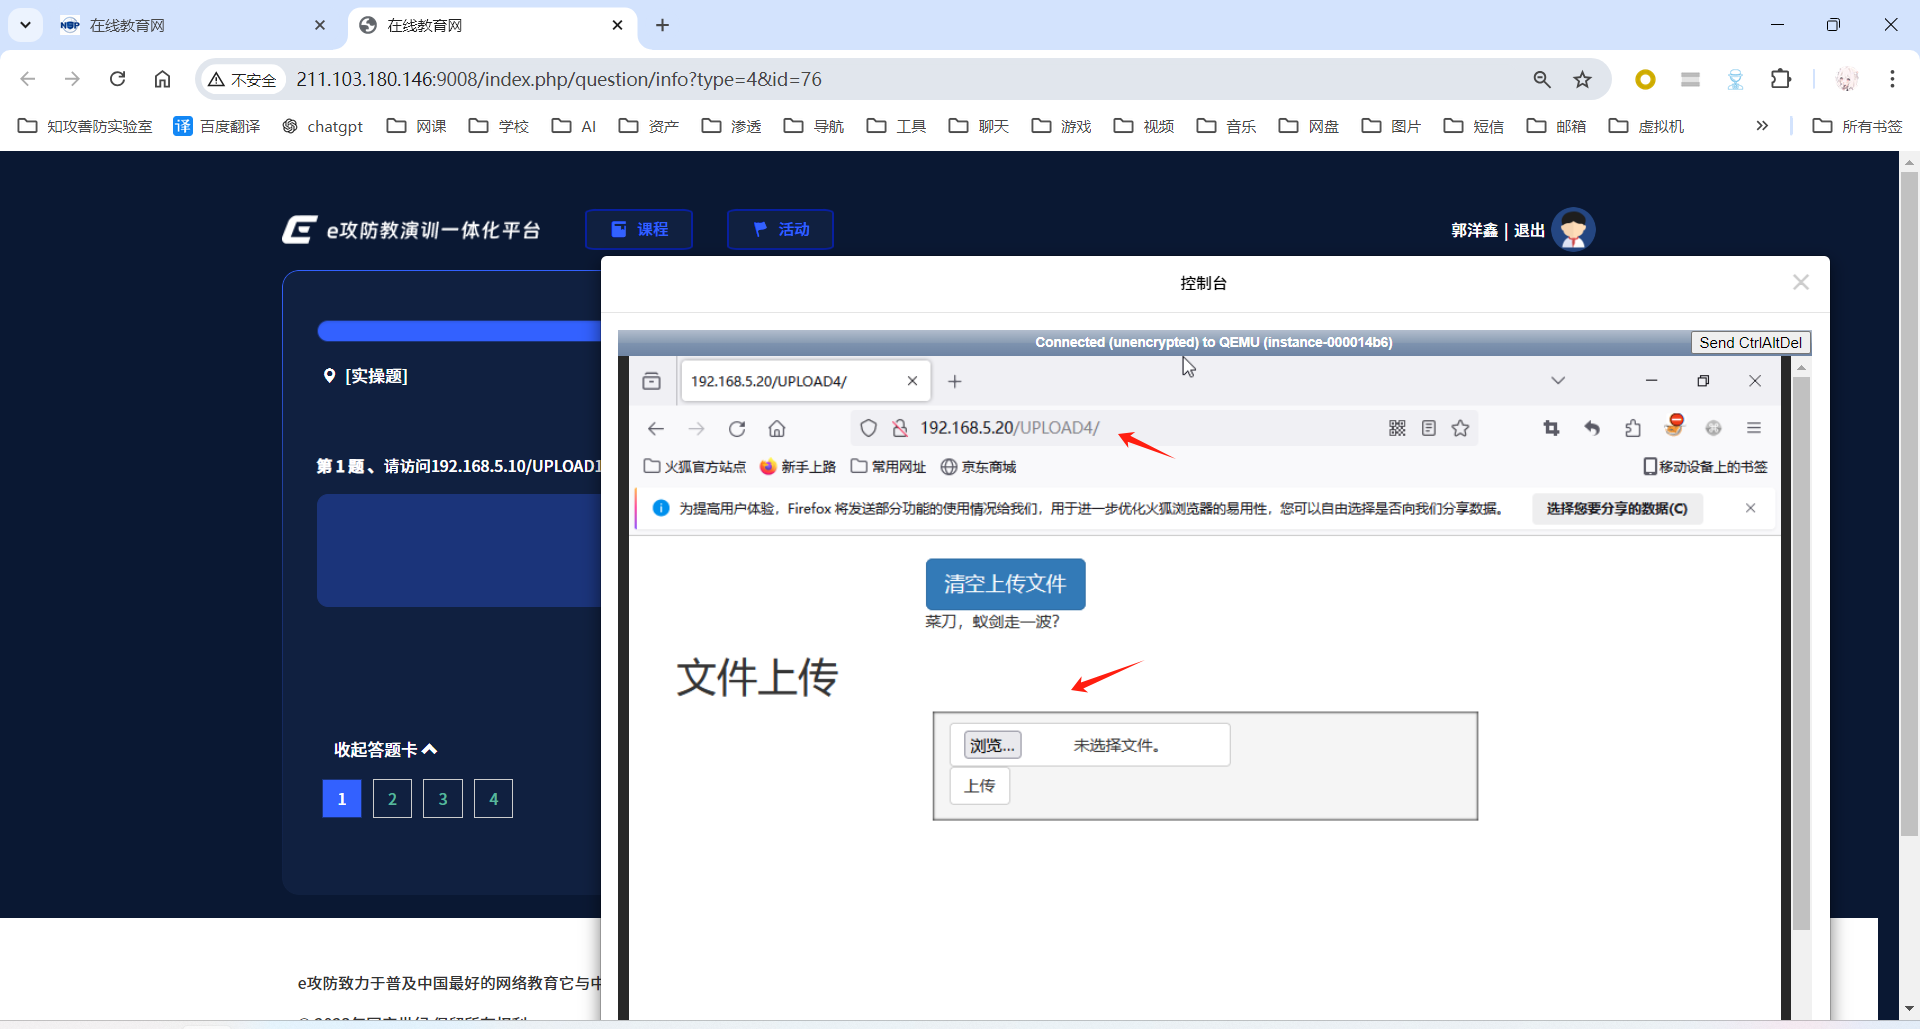 在线教育网
在线教育网
不安全
211.103.180.146:9008/index.php/question/info?type=4&id=76
知攻善防实验室
译 百度翻译
chatgpt
网课
学校
AI
资产
渗透
导航
工具
聊天
游戏
视频
音乐
网盘
图片
短信
邮箱
虚拟机
所有书签
e攻防教演训一体化平台
课程
活动
郭洋鑫 | 退出
控制台
[实操题]
第1题、请访问192.168.5.10/UPLOAD1
收起答题卡
1 2 3 4
Connected (unencrypted) to QEMU (instance-000014b6)
Send CtrlAltDel
192.168.5.20/UPLOAD4/
192.168.5.20/UPLOAD4/
火狐官方站点
新手上路
常用网址
京东商城
移动设备上的书签
为提高用户体验，Firefox 将发送部分功能的使用情况给我们，用于进一步优化火狐浏览器的易用性，您可以自由选择是否向我们分享数据。
选择您要分享的数据(C)
清空上传文件
菜刀，蚁剑走一波?
文件上传
浏览... 未选择文件。
上传
e攻防致力于普及中国最好的网络教育它与中